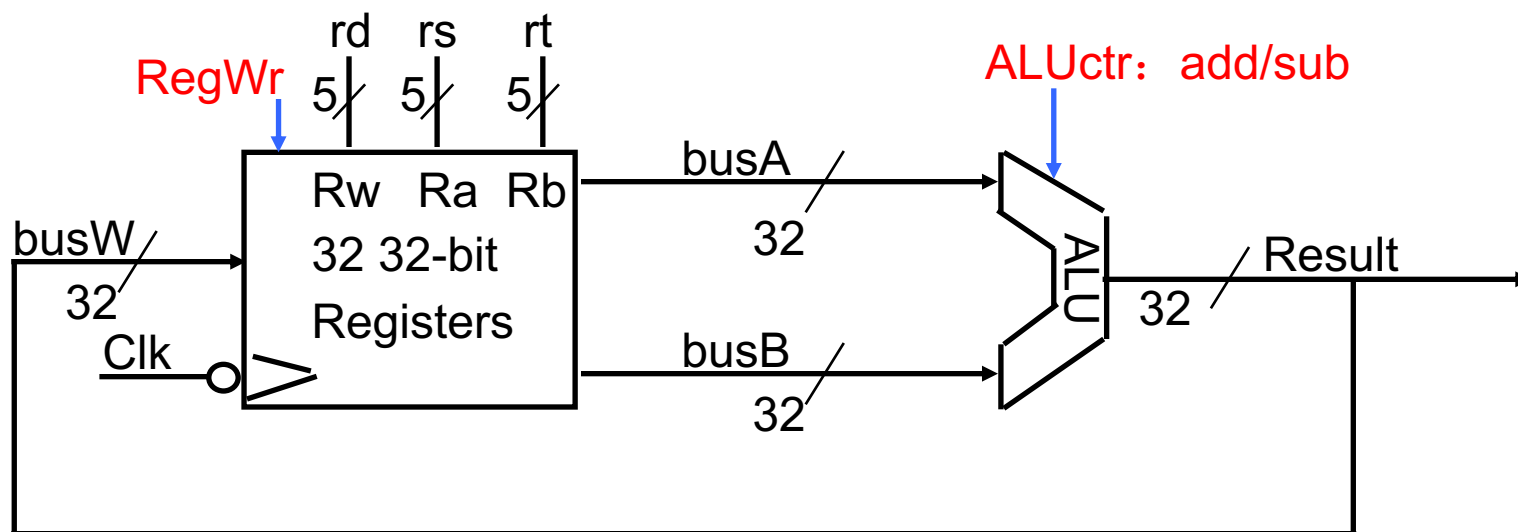 rd rs rt
RegWr
ALUctr： add/sub
5 5 5
Rw Ra Rb
busA
32
busW
32
32 32-bit
Registers
ALU
Result
32
Clk
busB
32